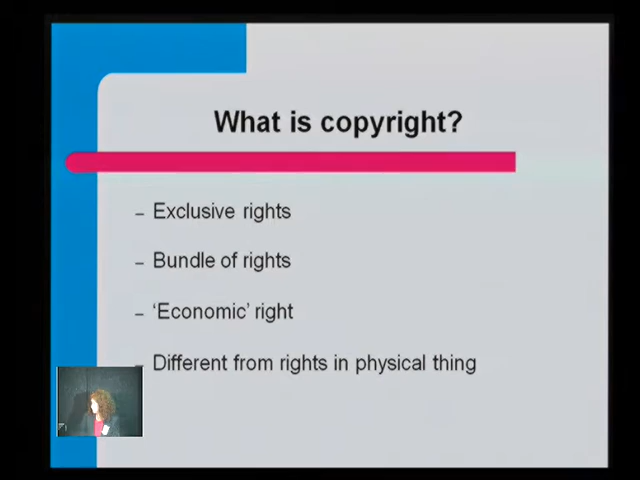 What is copyright?
– Exclusive rights
– Bundle of rights
– ‘Economic’ right
– Different from rights in physical thing